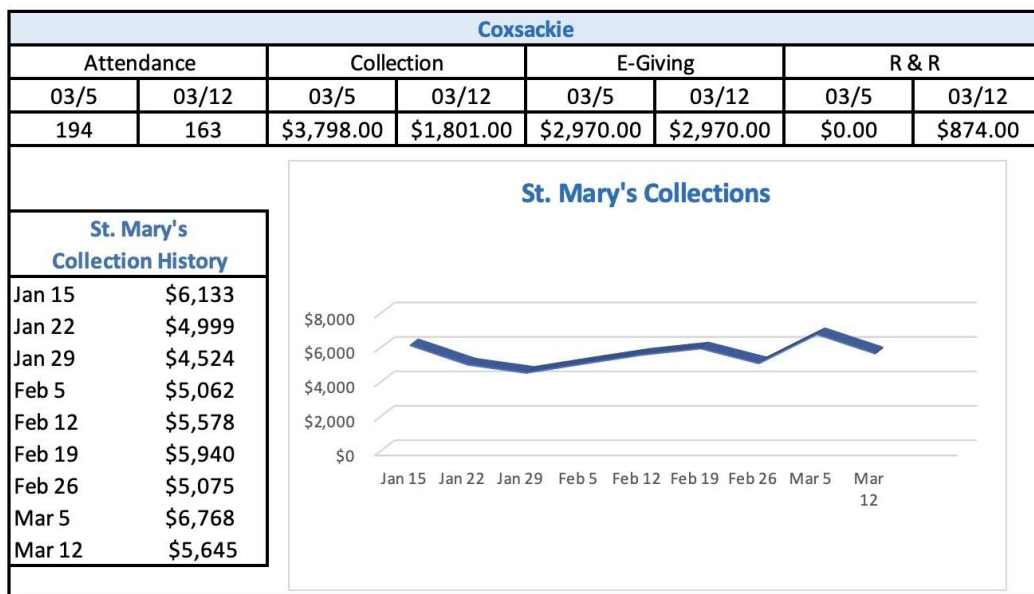 Coxsackie
Attendance Collection E-Giving R & R
03/5 03/12 03/5 03/12 03/5 03/12 03/5 03/12
194 163 $3,798.00 $1,801.00 $2,970.00 $2,970.00 $0.00 $874.00
St. Mary's
Collection History
Jan 15 $6,133
Jan 22 $4,999
Jan 29 $4,524
Feb 5 $5,062
Feb 12 $5,578
Feb 19 $5,940
Feb 26 $5,075
Mar 5 $6,768
Mar 12 $5,645
St. Mary's Collections
$8,000
$6,000
$4,000
$2,000
$0
Jan 15 Jan 22 Jan 29 Feb 5 Feb 12 Feb 19 Feb 26 Mar 5 Mar
12